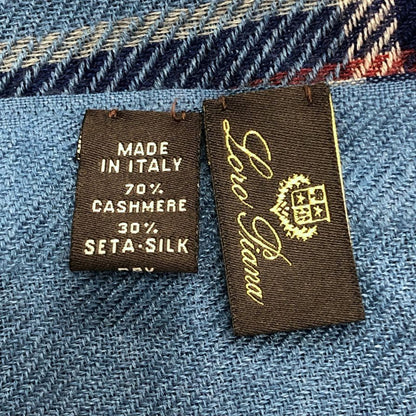 MADE
IN ITALY
70%
CASHMERE
30%
SETA-SILK
Loro Piana